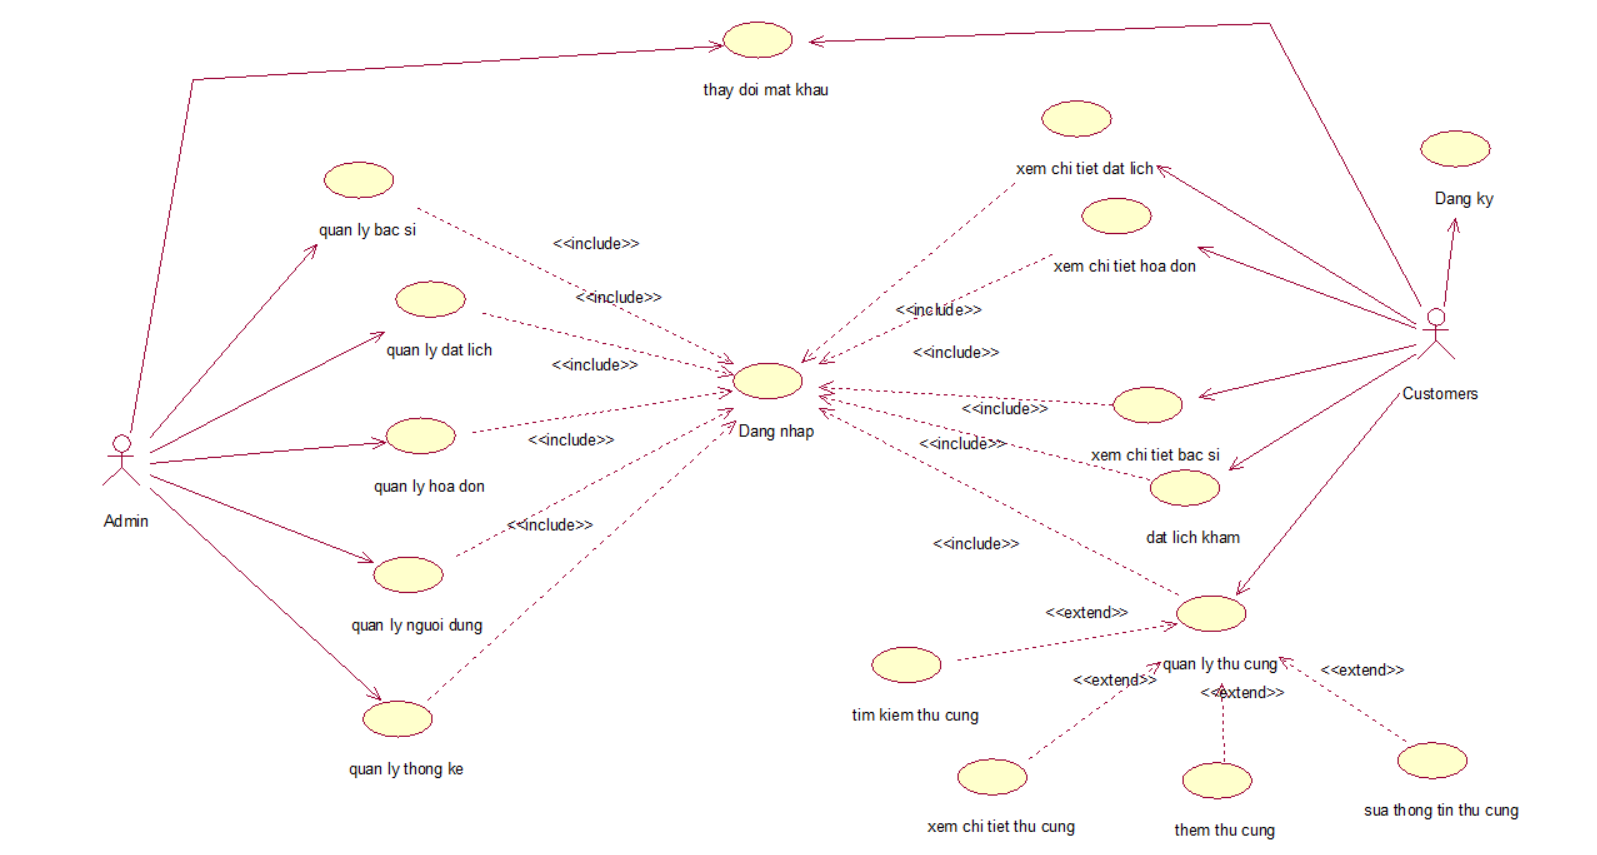 thay doi mat khau
xem chi tiet dat lich
Dang ky
quan ly bac si
<<include>>
xem chi tiet hoa don
<<include>>
<<include>>
quan ly dat lich
<<include>>
<<include>>
Customers
<<include>>
Dang nhap
<<include>>
<<include>>
xem chi tiet bac si
quan ly hoa don
Admin
<<include>>
dat lich kham
<<include>>
<<extend>>
quan ly nguoi dung
quan ly thu cung
<<extend>>
<<extend>>
<<extend>>
tim kiem thu cung
quan ly thong ke
sua thong tin thu cung
xem chi tiet thu cung
them thu cung